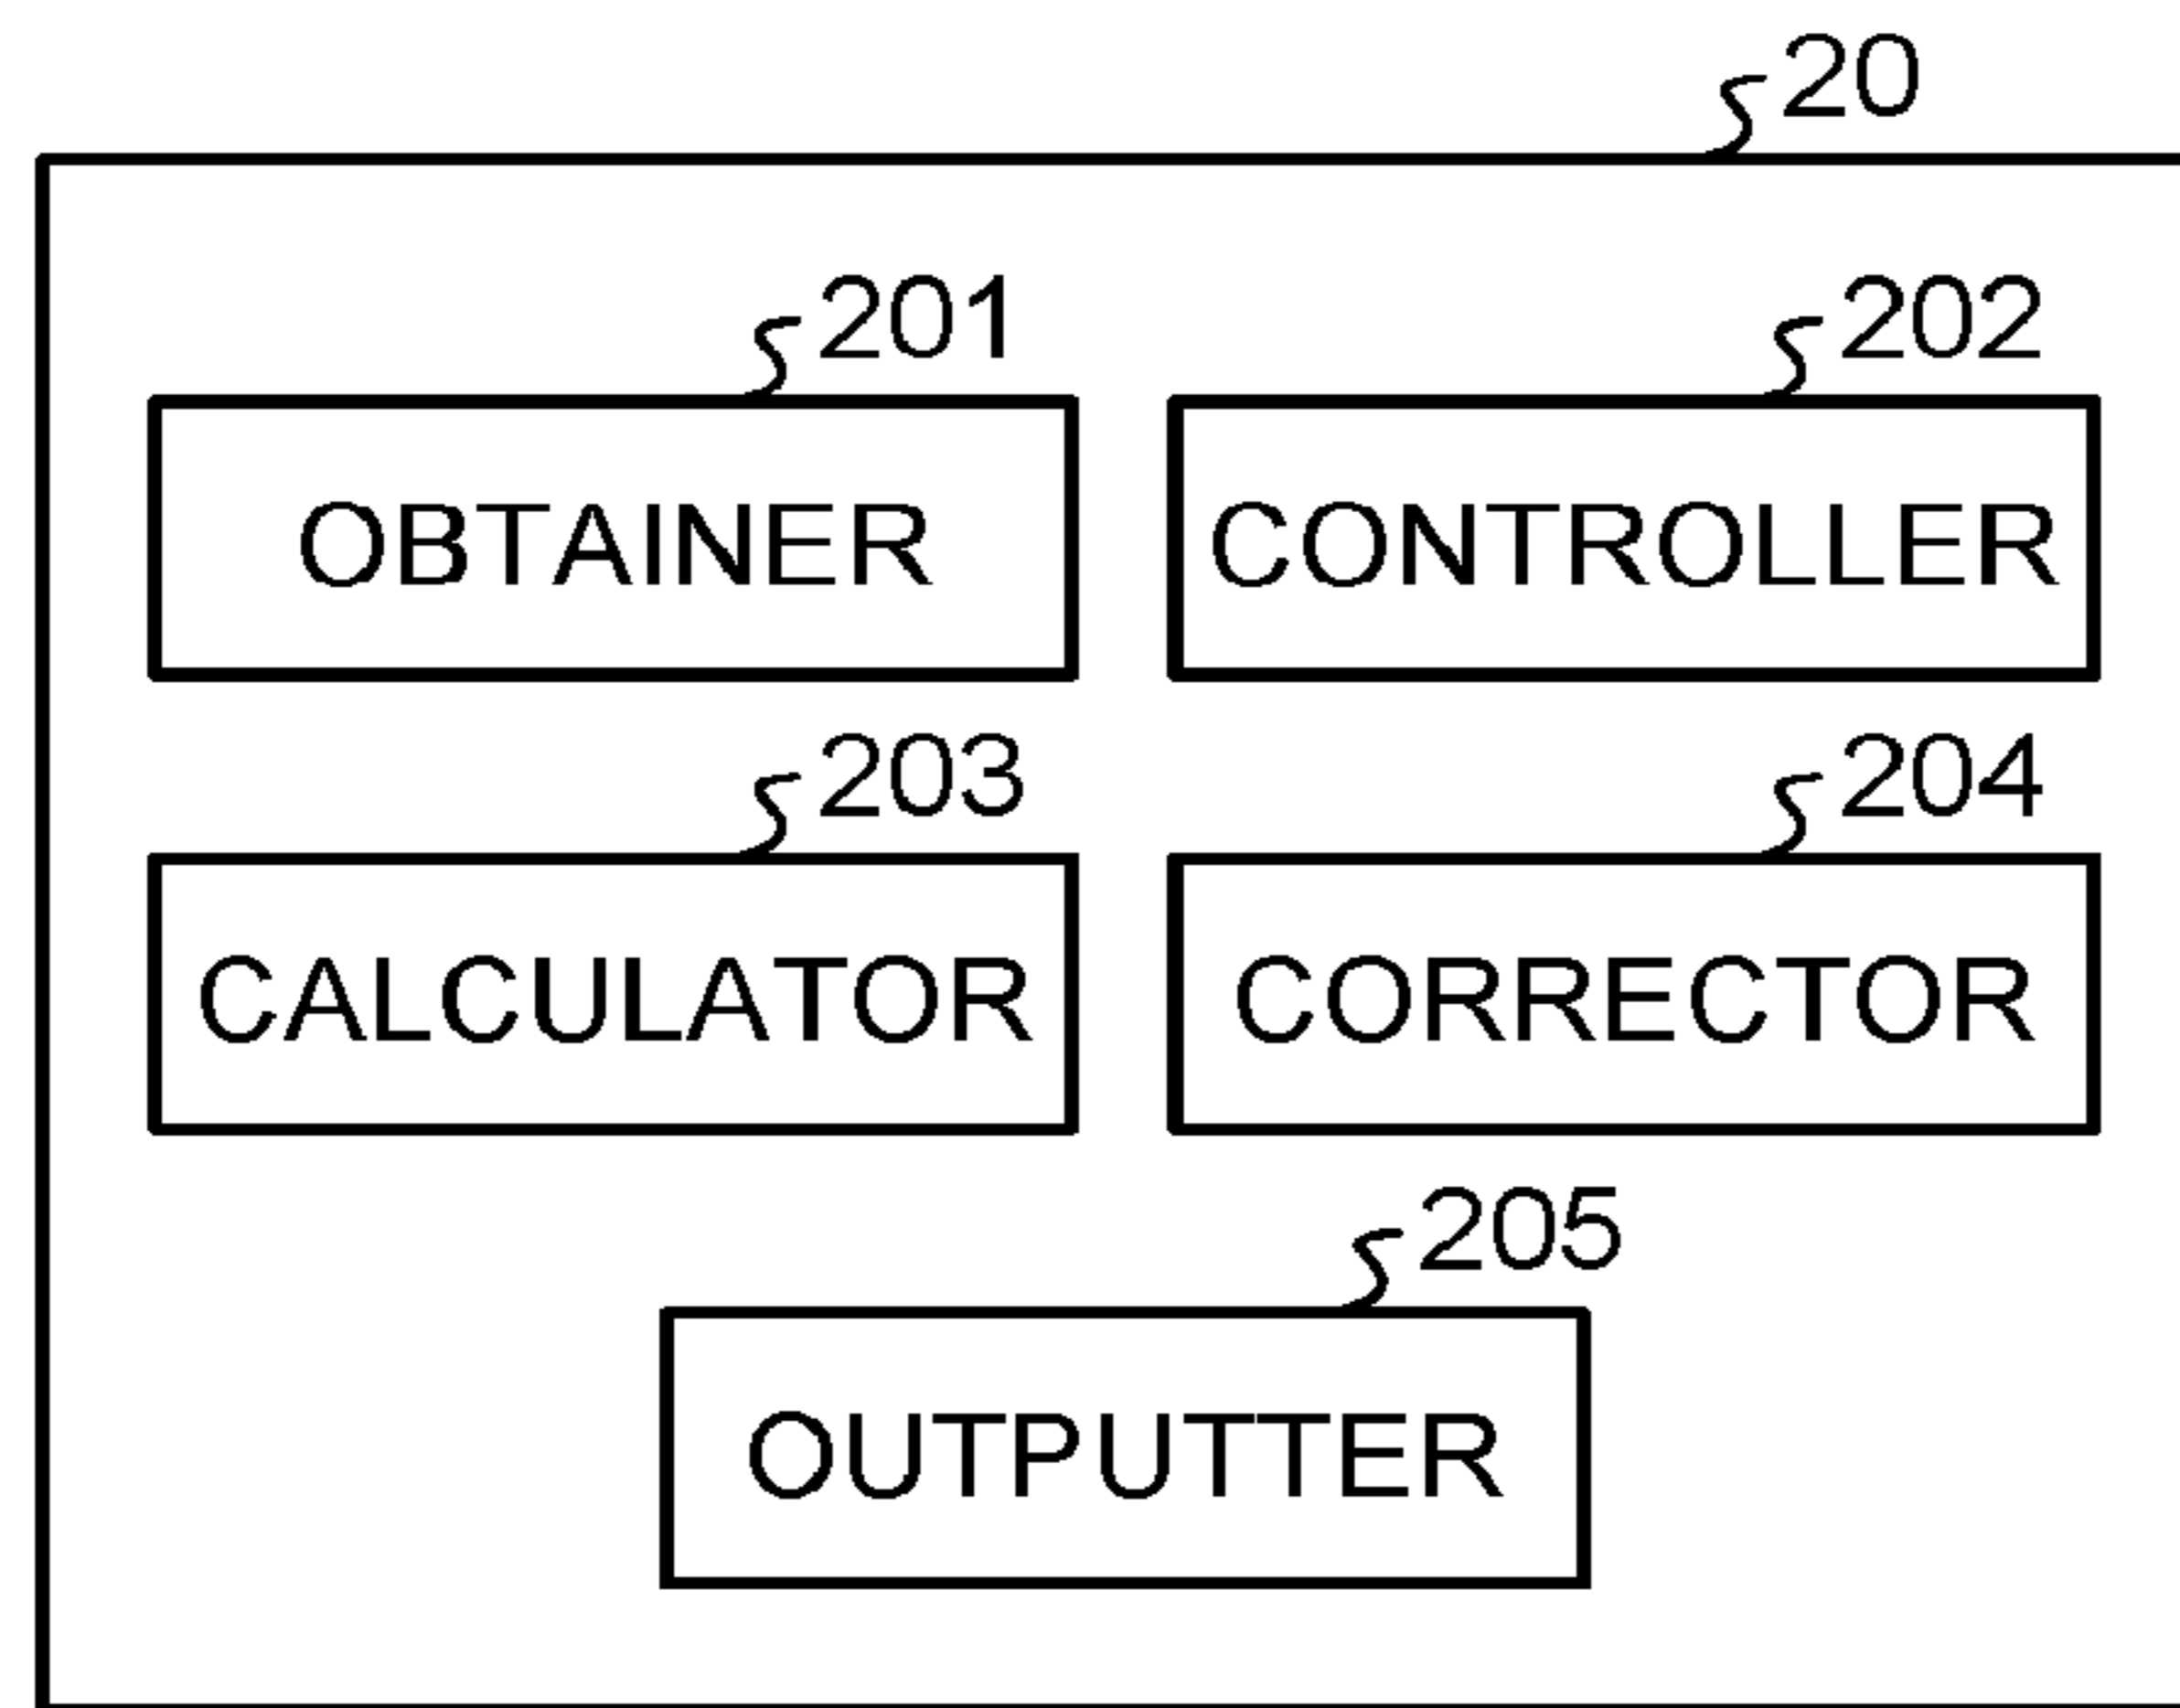 20
201
202
OBTAINER
CONTROLLER
203
204
CALCULATOR
CORRECTOR
205
OUTPUTTER